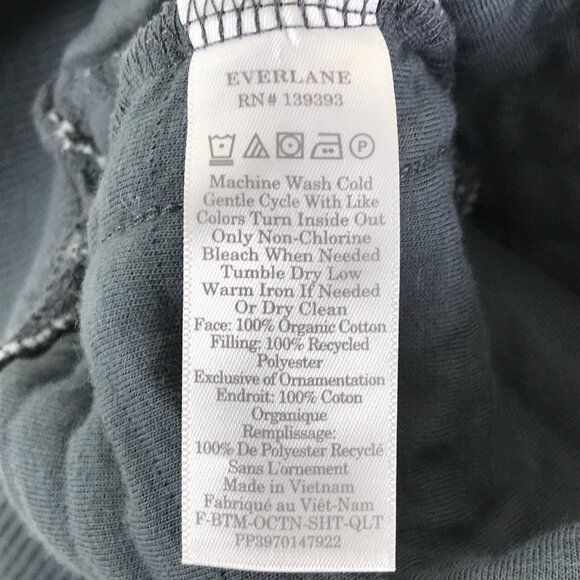 EVERLANE
RN# 139393
P
Machine Wash Cold
Gentle Cycle With Like
Colors Turn Inside Out
Only Non-Chlorine
Bleach When Needed
Tumble Dry Low
Warm Iron If Needed
Or Dry Clean
Face: 100% Organic Cotton
Filling: 100% Recycled
Polyester
Exclusive of Ornamentation
Endroit: 100% Coton
Organique
Remplissage:
100% De Polyester Recyclé
Sans L'ornement
Made in Vietnam
Fabriqué au Viêt-Nam
F-BTM-OCTN-SHT-QLT
PP3970147922